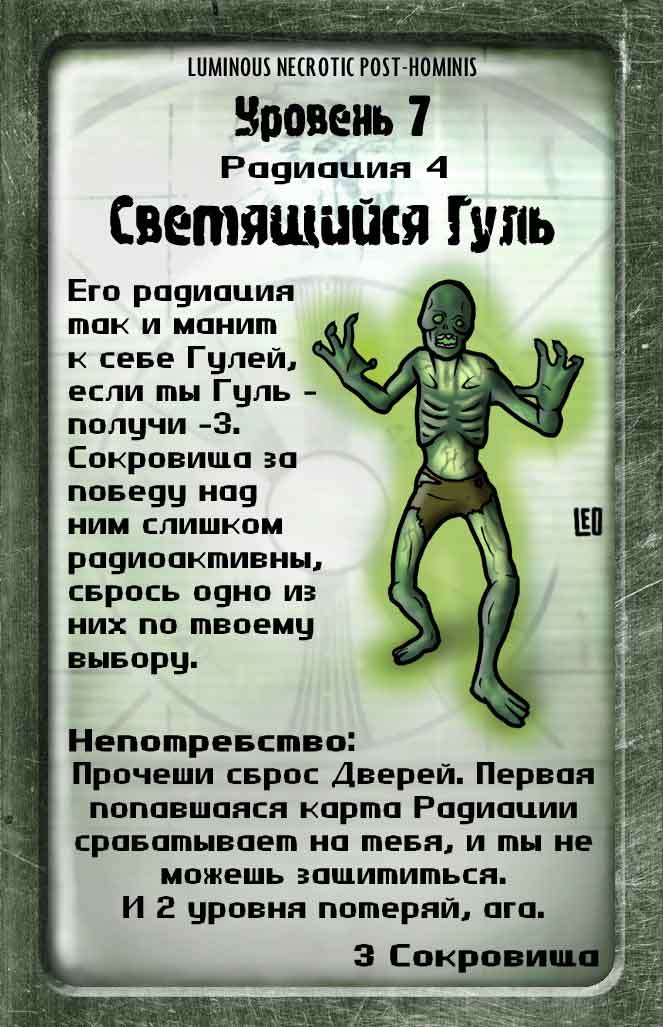 LUMINOUS NECROTIC POST-HOMINIS
Уровень 7
Радиация 4
Светящийся Гуль
Его радиация
так и манит
к себе Гулей,
если ты Гуль -
получи -3.
Сокровища за
победу над
ним слишком
радиоактивны,
сбрось одно из
них по твоему
выбору.
LEO
Непотребство:
Прочеши сброс Дверей. Первая
попавшаяся карта Радиации
срабатывает на тебя, и ты не
можешь защититься.
И 2 уровня потеряй, ага.
3 Сокровища